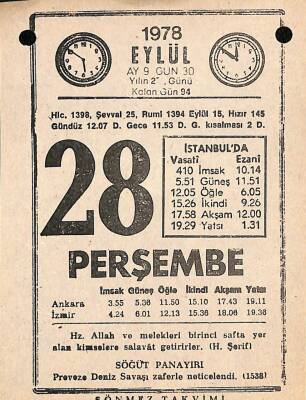 1978
EYLÜL
AY 9 GÜN 30
Yılın 2 . Günü
Kalan Gün 94
Hic. 1398, Şevval 25, Rumî 1394 Eylül 15, Hızır 145
Gündüz 12.07 D. Gece 11.53 D. G. kısalması 2 D.
28
İSTANBUL'DA
Vasatî Ezanî
410 İmsak 10.14
5.51 Güneş 11.51
12.05 Öğle 6.05
15.26 İkindi 9.26
17.58 Akşam 12.00
19.29 Yatsı 1.31
PERŞEMBE
İmsak Güneş Öğle İkindi Akşam Yatsı
Ankara 3.55 5.36 11.50 15.10 17.43 19.11
İzmir 4.24 6.01 12.13 15.36 18.06 19.36
Hz. Allah ve melekleri birinci safta yer
alan kimselere salavât getirirler. (H. Şerif)
SÖĞÜT PANAYIRI
Preveze Deniz Savaşı zaferle neticelendi. (1538)
SÖNMEZ TAKVİMİ